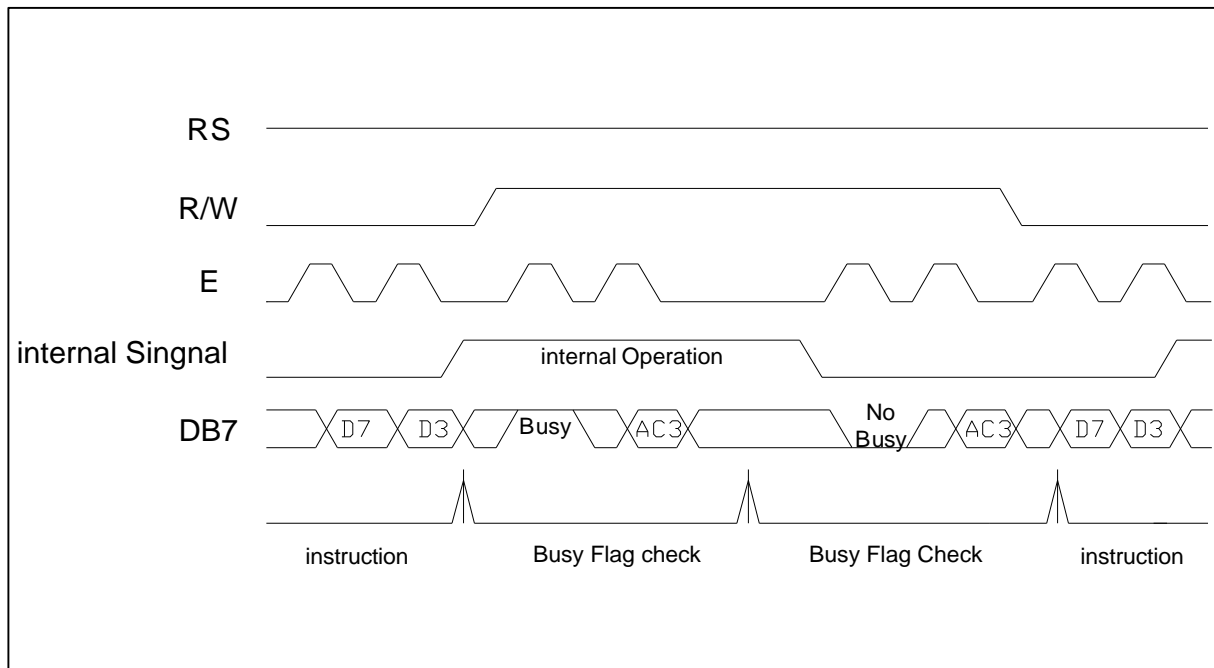 RS
R/W
E
internal Singnal
internal Operation
DB7
D7
D3
Busy
AC3
No
Busy
AC3
D7
D3
instruction
Busy Flag check
Busy Flag Check
instruction